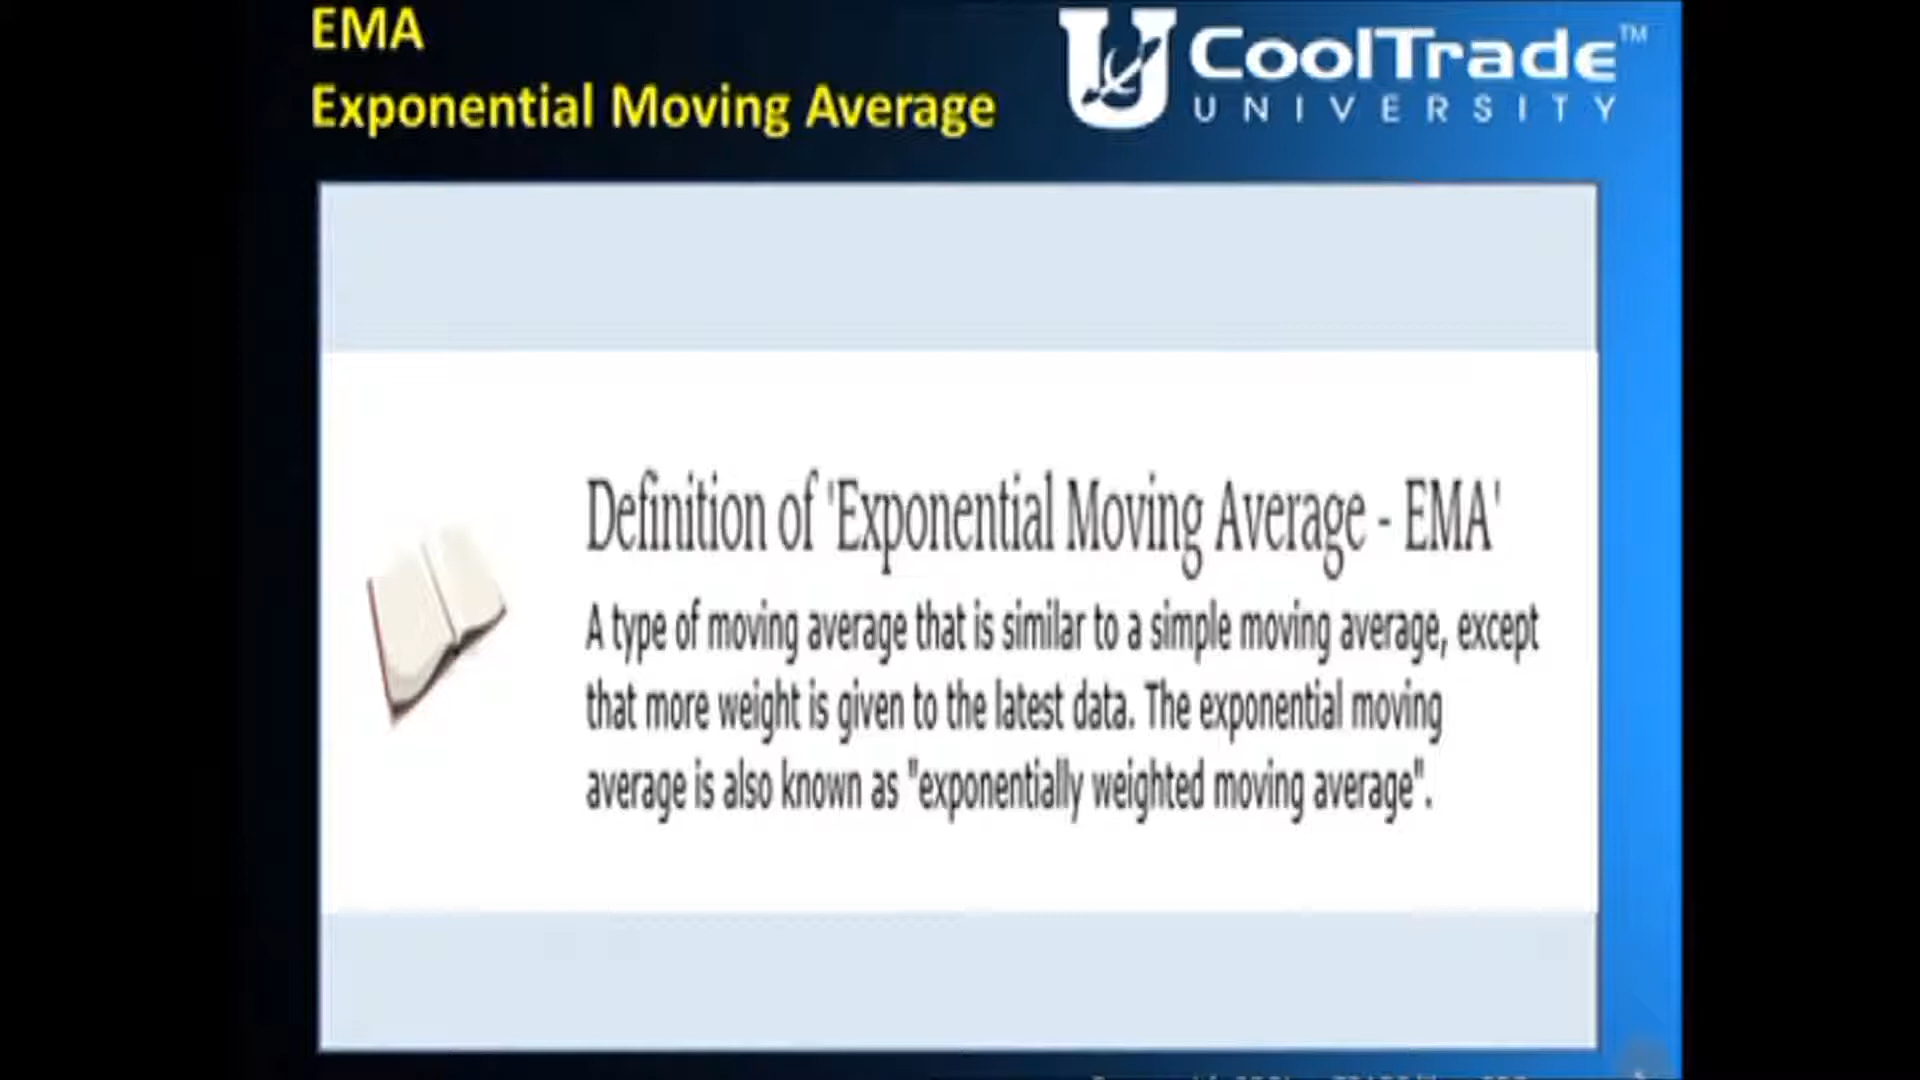 EMA
Exponential Moving Average
CoolTrade™
UNIVERSITY
Definition of 'Exponential Moving Average - EMA'
A type of moving average that is similar to a simple moving average, except
that more weight is given to the latest data. The exponential moving
average is also known as "exponentially weighted moving average".